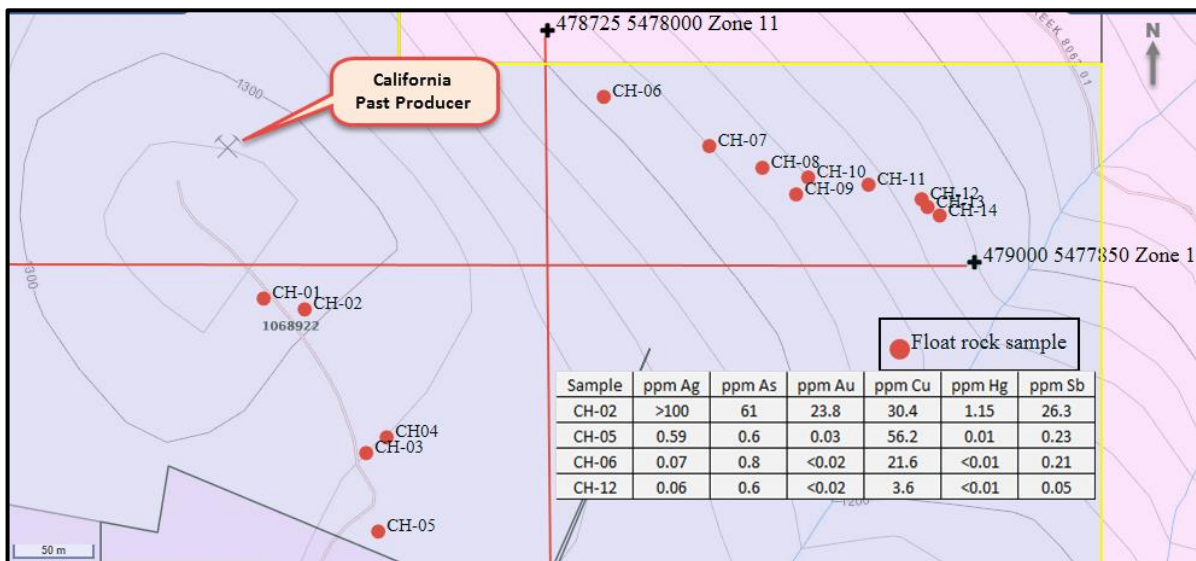 478725 5478000 Zone 11
N
1300
California
Past Producer
CH-06
CH-07
CH-08
CH-10
CH-09
CH-11
CH-12
CH-13
CH-14
479000 5477850 Zone 1
1300
CH-01
CH-02
1068922
Float rock sample
Sample ppm Ag ppm As ppm Au ppm Cu ppm Hg ppm Sb
CH-02 >100 61 23.8 30.4 1.15 26.3
CH-05 0.59 0.6 0.03 56.2 0.01 0.23
CH-06 0.07 0.8 <0.02 21.6 <0.01 0.21
CH-12 0.06 0.6 <0.02 3.6 <0.01 0.05
CH04
CH-03
CH-05
1200
50 m